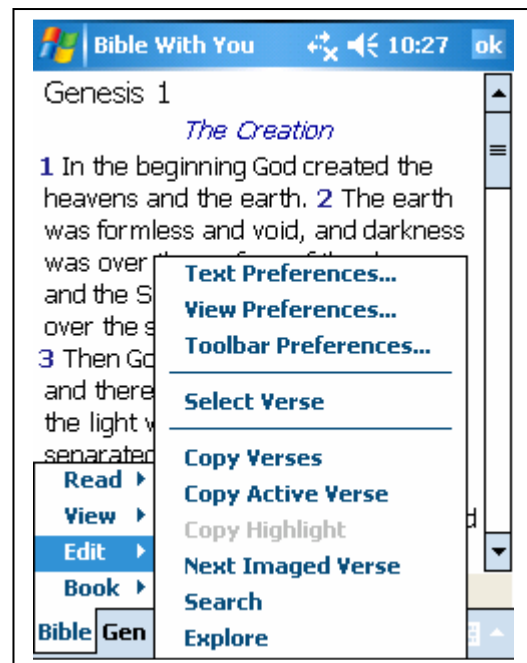 Bible With You 10:27 ok
Genesis 1
The Creation
1 In the beginning God created the
heavens and the earth. 2 The earth
was formless and void, and darkness
was over
and the S
over the s
3 Then Go
and there
the light w
separated
Text Preferences...
View Preferences...
Toolbar Preferences...
Select Verse
Copy Verses
Copy Active Verse
Copy Highlight
Next Imaged Verse
Search
Explore
Read
View
Edit
Book
Bible Gen